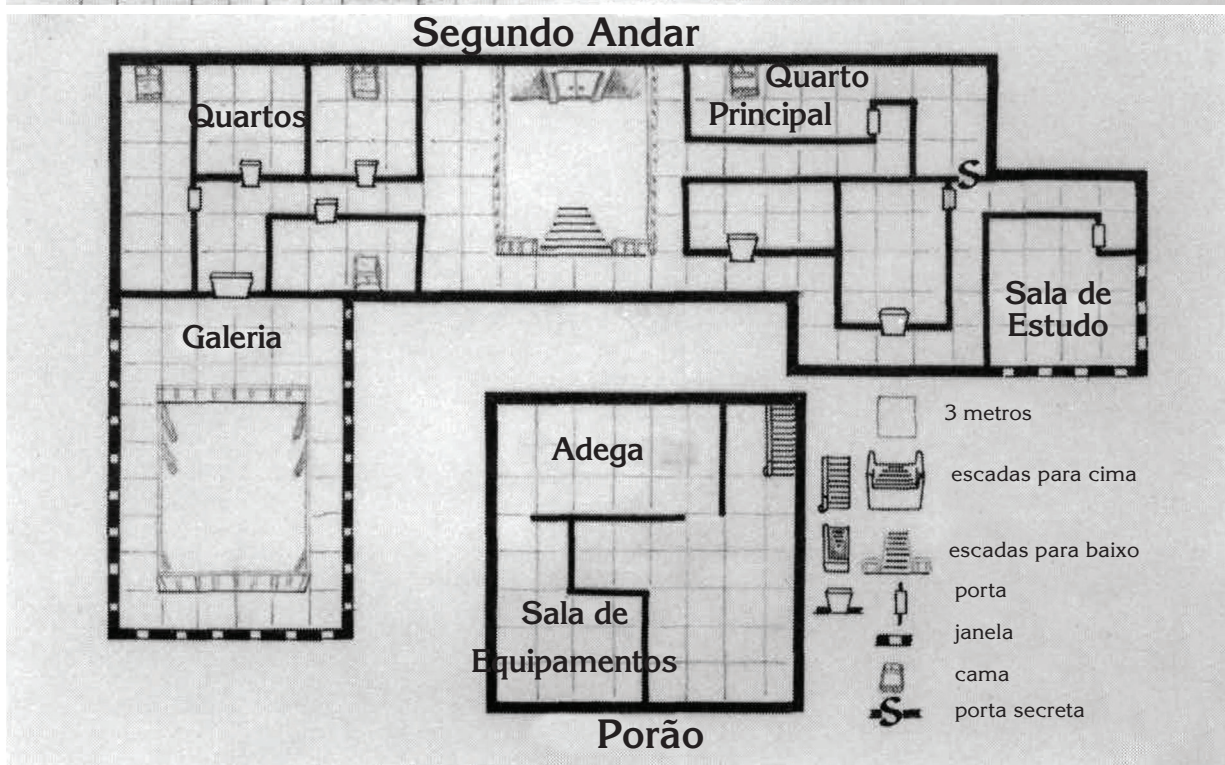 Segundo Andar
Quartos
Quarto
Principal
Galeria
Sala de
Estudo
Adega
Sala de
Equipamentos
Porão
3 metros
escadas para cima
escadas para baixo
porta
janela
cama
S porta secreta
S